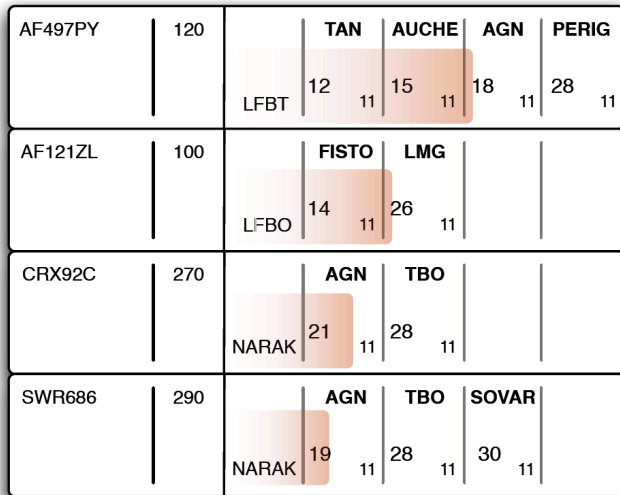 AF497PY 120 TAN AUCHE AGN PERIG
12 15 18 28
LFBT 11 11 11 11
AF121ZL 100 FISTO LMG
14 26
LFBO 11 11
CRX92C 270 AGN TBO
21 28
NARAK 11 11
SWR686 290 AGN TBO SOVAR
19 28 30
NARAK 11 11 11